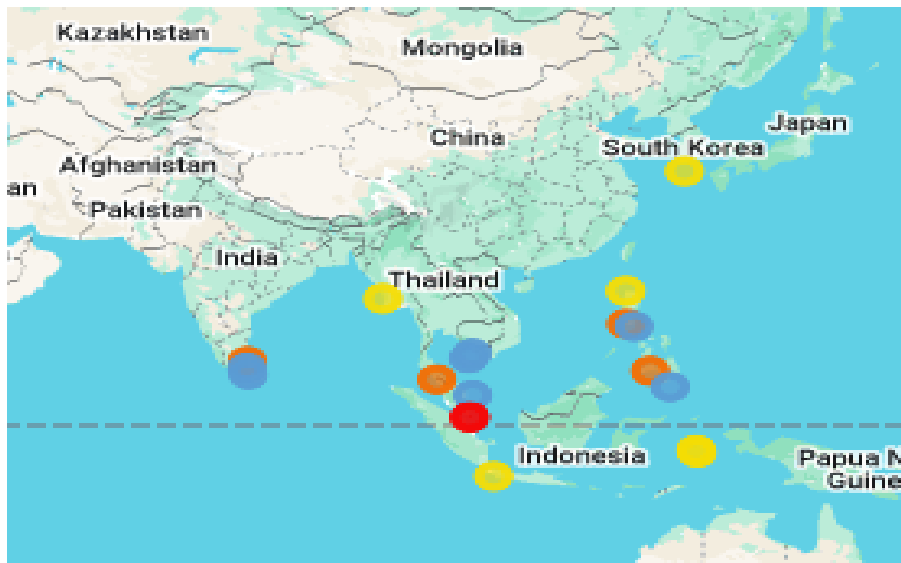 Kazakhstan
Mongolia
Japan
China
South Korea
Afghanistan
an
Pakistan
India
Thailand
Indonesia
Papua N
Guine